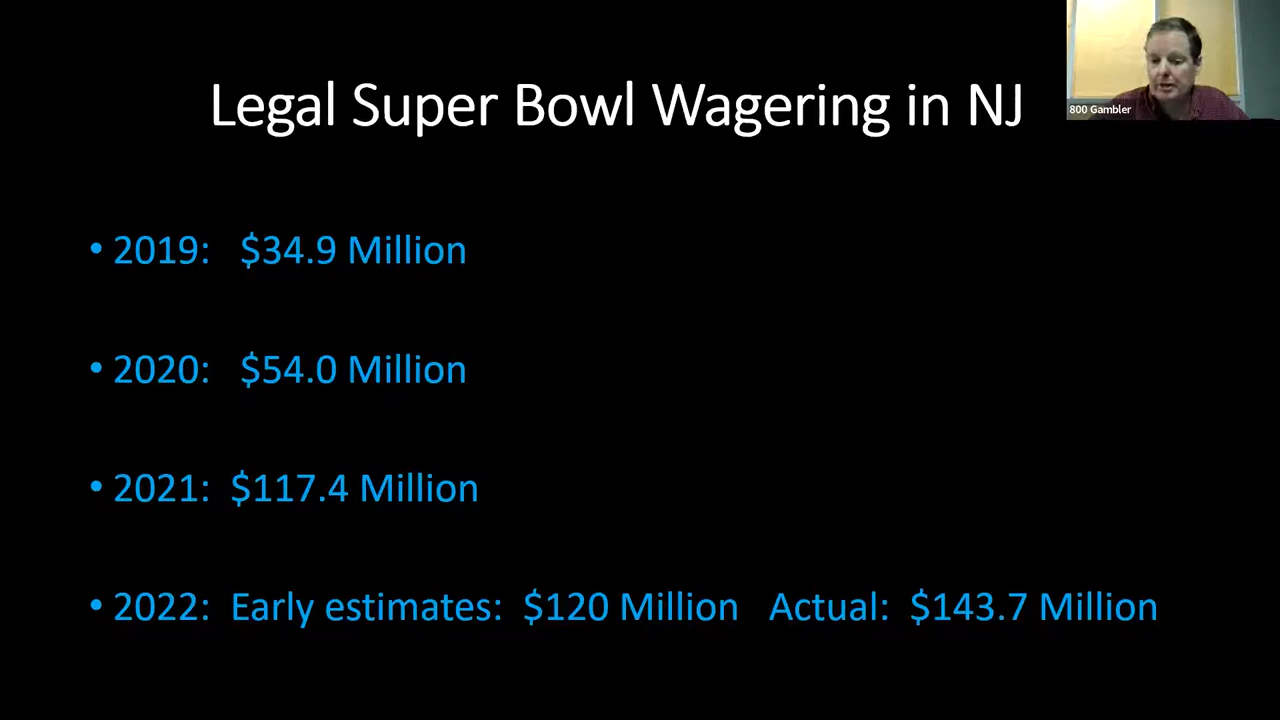 Legal Super Bowl Wagering in NJ
800 Gambler
• 2019: $34.9 Million
• 2020: $54.0 Million
• 2021: $117.4 Million
• 2022: Early estimates: $120 Million Actual: $143.7 Million